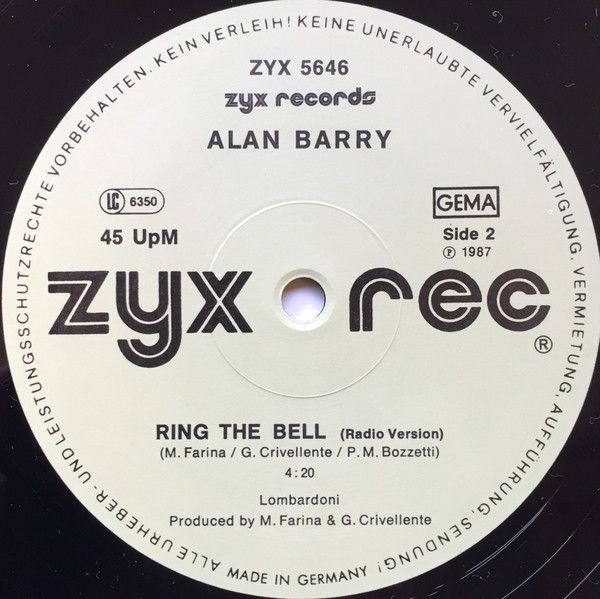 ALLE URHEBER- UND LEISTUNGSSCHUTZRECHTE VORBEHALTEN. KEIN VERLEIH! KEINE UNERLAUBTE VERVIELFÄLTIGUNG, VERMIETUNG, AUFFÜHRUNG, SENDUNG!
ZYX 5646
zyx records
ALAN BARRY
LC 6350
GEMA
45 UpM
Side 2
℗ 1987
zyx rec
®
RING THE BELL (Radio Version)
(M. Farina / G. Crivellente / P. M. Bozzetti)
4:20
Lombardoni
Produced by M. Farina & G. Crivellente
MADE IN GERMANY